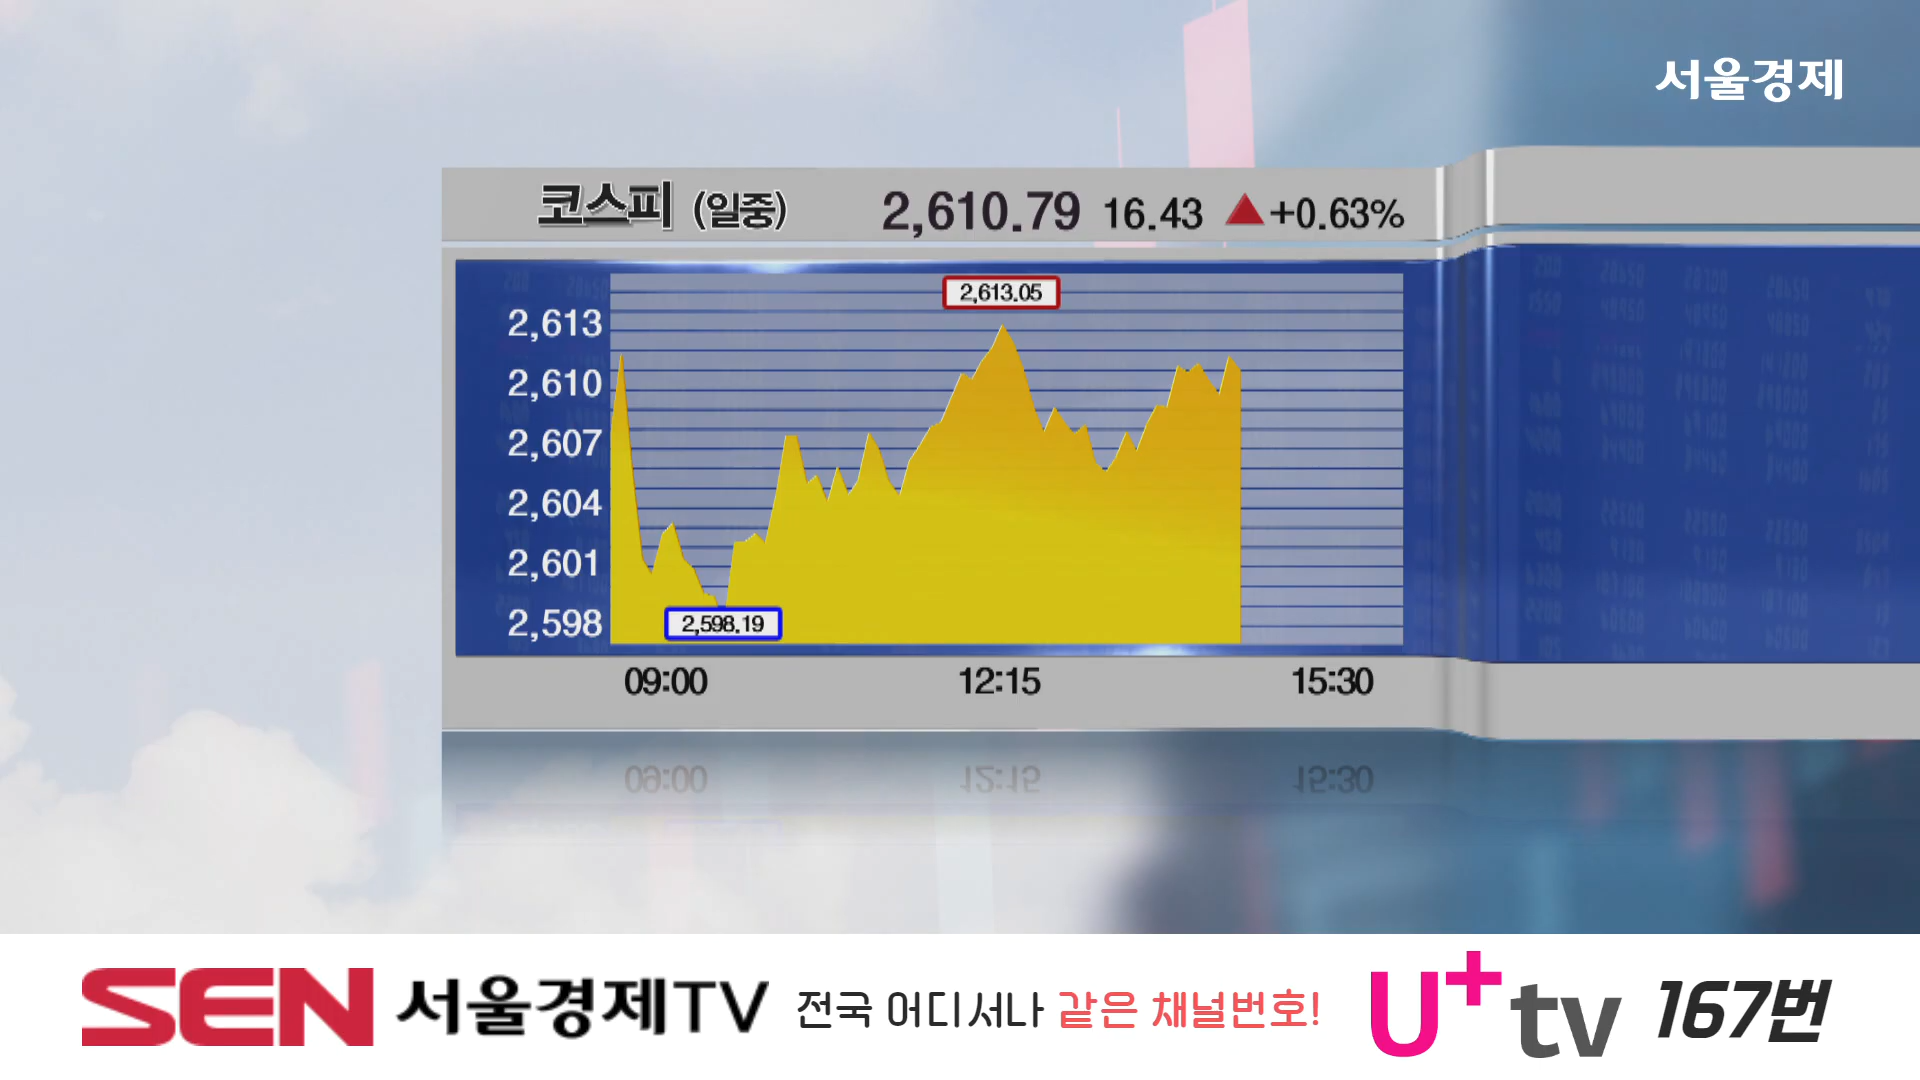 서울경제
코스피 (일중) 2,610.79 16.43 ▲+0.63%
2,613.05
2,613
2,610
2,607
2,604
2,601
2,598
2,598.19
09:00 12:15 15:30
SEN 서울경제TV 전국 어디서나 같은 채널번호! U+tv 167번